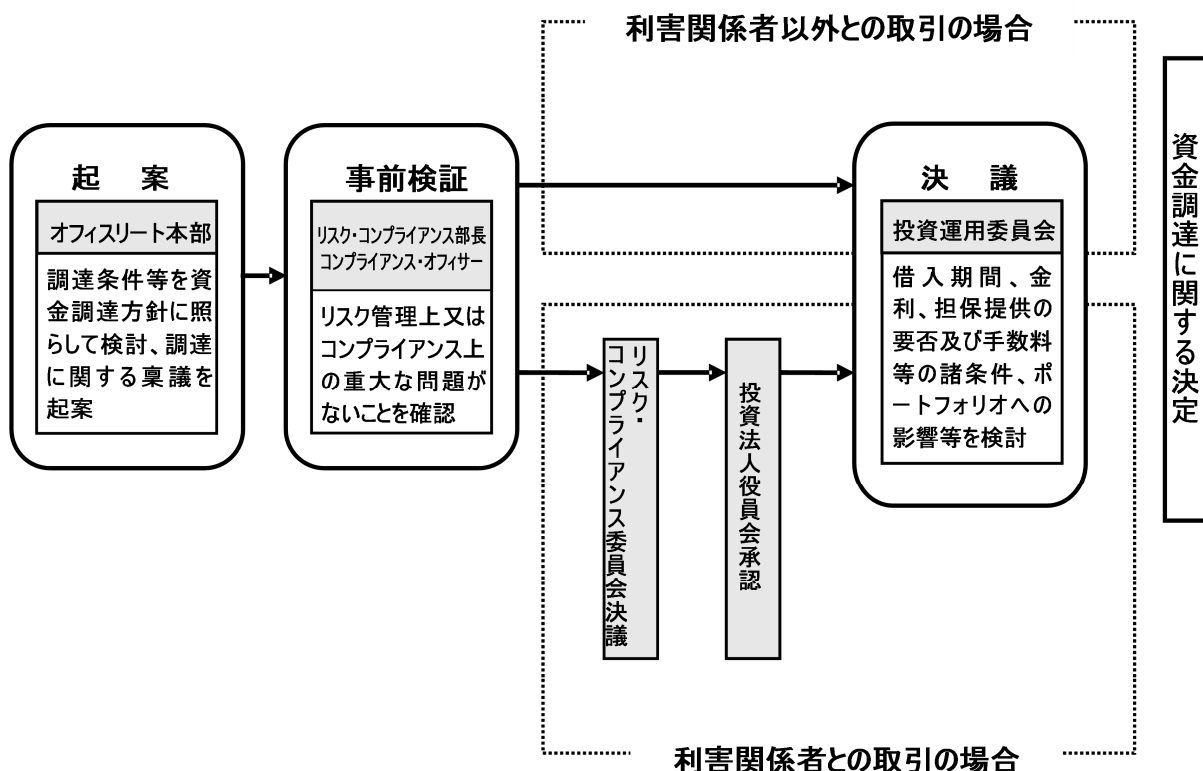 利害関係者以外との取引の場合
起　案
オフィスリート本部
調達条件等を資
金調達方針に照
らして検討、調達
に関する稟議を
起案
事前検証
リスク・コンプライアンス部長
コンプライアンス・オフィサー
リスク管理上又は
コンプライアンス上
の重大な問題が
ないことを確認
リスク・
コンプライアンス委員会決議
投資法人役員会承認
決　議
投資運用委員会
借入期間、金
利、担保提供の
要否及び手数料
等の諸条件、ポ
ートフォリオへの
影響等を検討
資金調達に関する決定
利害関係者との取引の場合